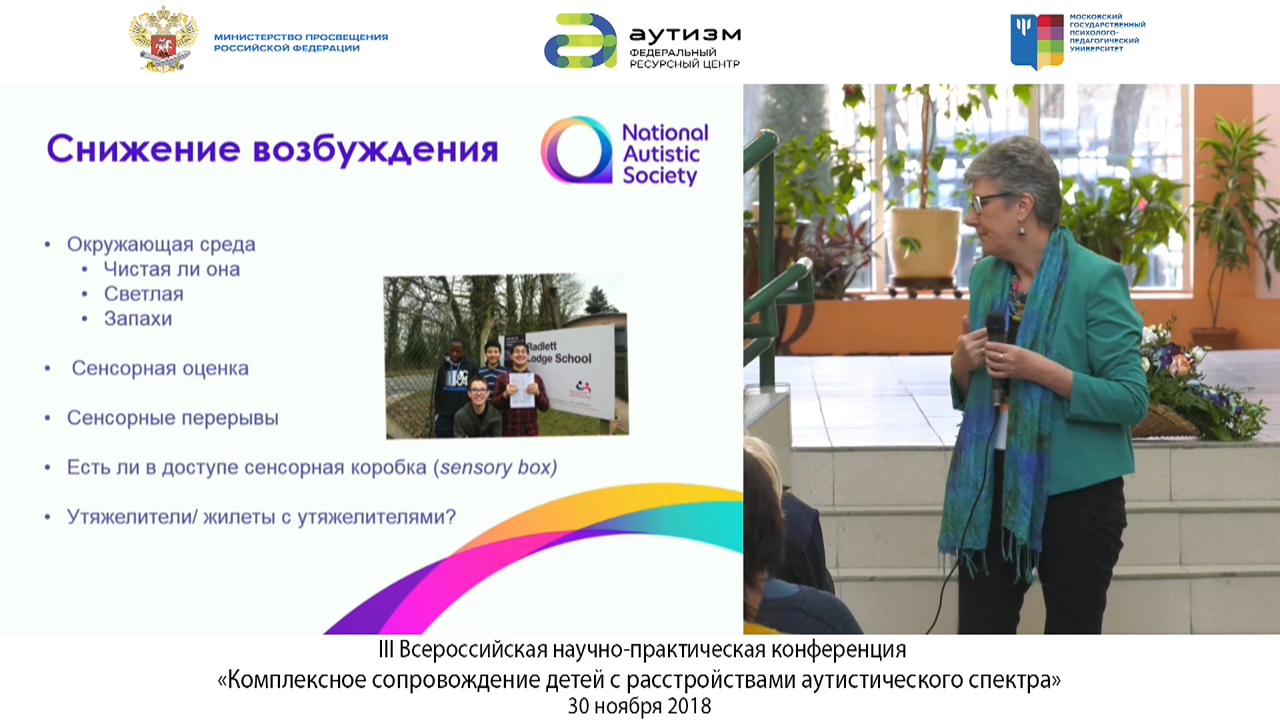 МИНИСТЕРСТВО ПРОСВЕЩЕНИЯ
РОССИЙСКОЙ ФЕДЕРАЦИИ
аутизм
ФЕДЕРАЛЬНЫЙ
РЕСУРСНЫЙ ЦЕНТР
МОСКОВСКИЙ
ГОСУДАРСТВЕННЫЙ
ПСИХОЛОГО-
ПЕДАГОГИЧЕСКИЙ
УНИВЕРСИТЕТ
Снижение возбуждения
National
Autistic
Society
• Окружающая среда
• Чистая ли она
• Светлая
• Запахи
• Сенсорная оценка
• Сенсорные перерывы
• Есть ли в доступе сенсорная коробка (sensory box)
• Утяжелители/ жилеты с утяжелителями?
Radlett
Lodge School
III Всероссийская научно-практическая конференция
«Комплексное сопровождение детей с расстройствами аутистического спектра»
30 ноября 2018